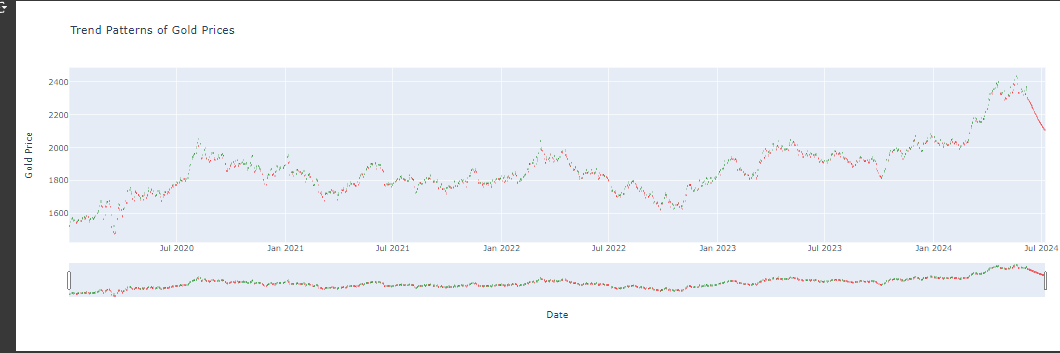 Trend Patterns of Gold Prices
2400
2200
2000
1800
1600
Gold Price
Jul 2020
Jan 2021
Jul 2021
Jan 2022
Jul 2022
Jan 2023
Jul 2023
Jan 2024
Jul 2024
Date